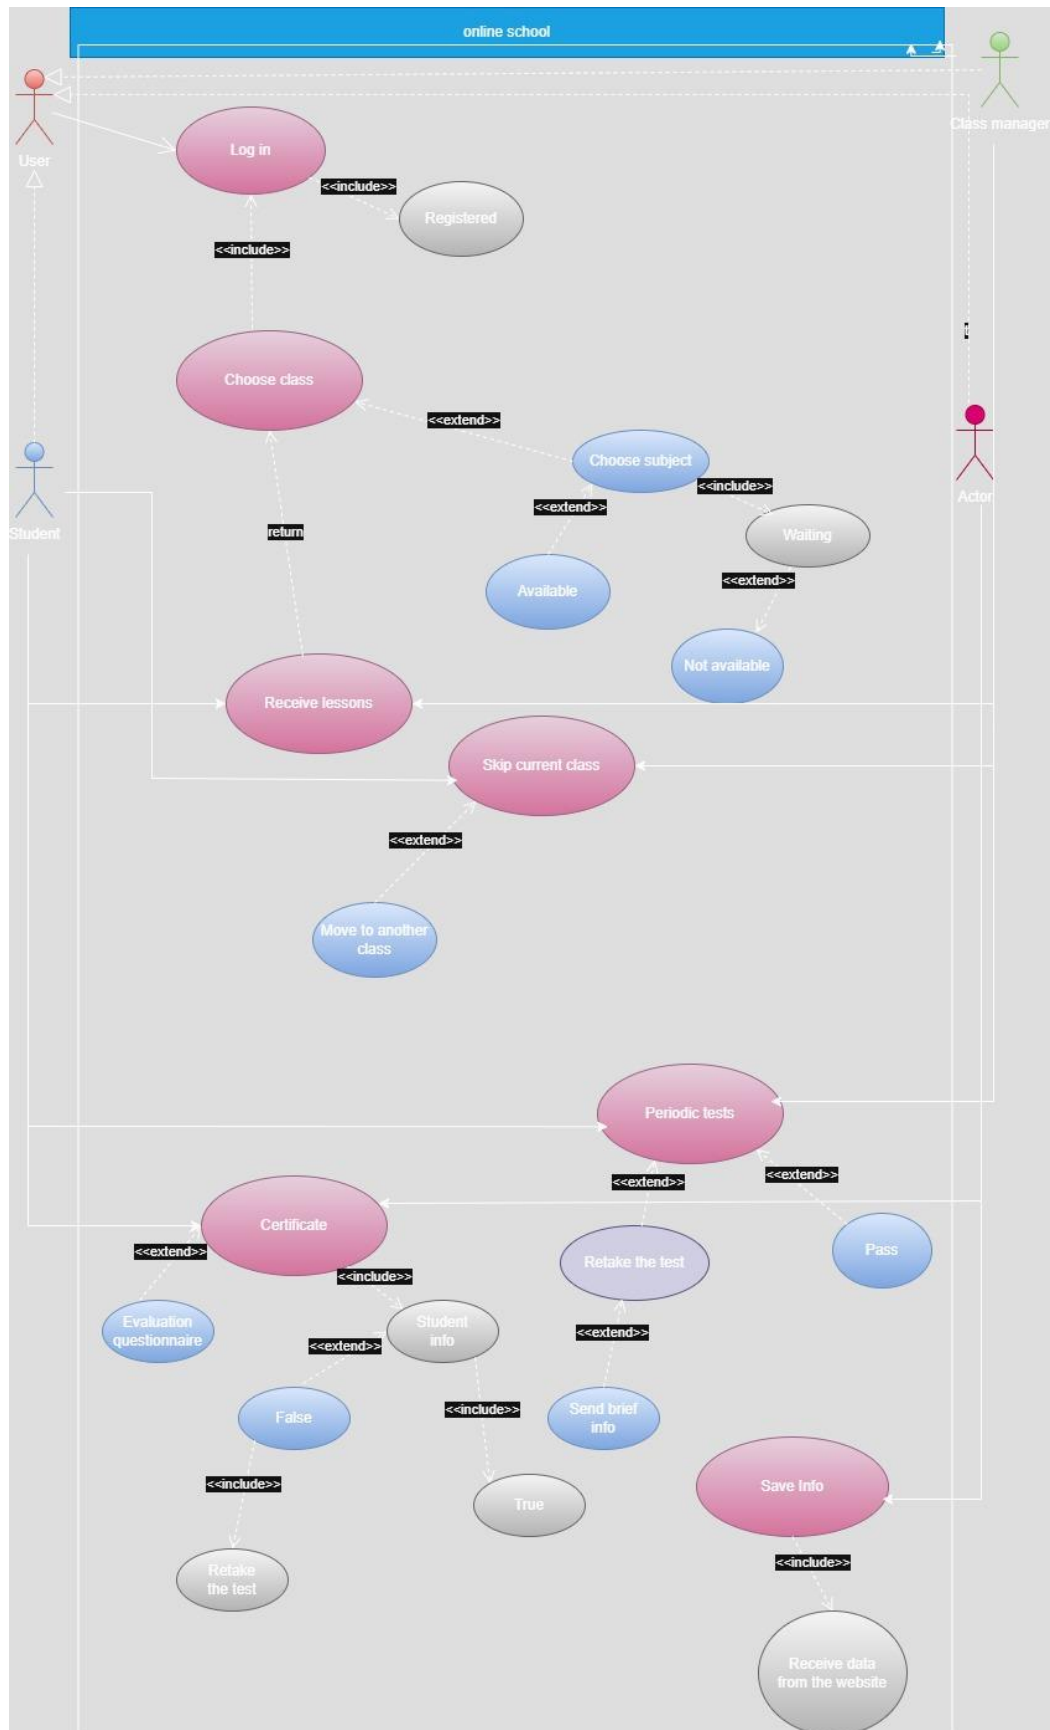 online school
Class manager
User
Log in
<<include>>
Registered
<<include>>
Choose class
<<extend>>
Choose subject
<<include>>
<<extend>>
Actor
Student
return
Waiting
<<extend>>
Available
Not available
Receive lessons
Skip current class
<<extend>>
Move to another
class
Periodic tests
<<extend>>
<<extend>>
Certificate
<<extend>>
<<include>>
Retake the test
Pass
Evaluation
questionnaire
Student
info
<<extend>>
<<extend>>
False
<<include>>
Send brief
info
<<include>>
Save Info
True
<<include>>
Retake
the test
Receive data
from the website